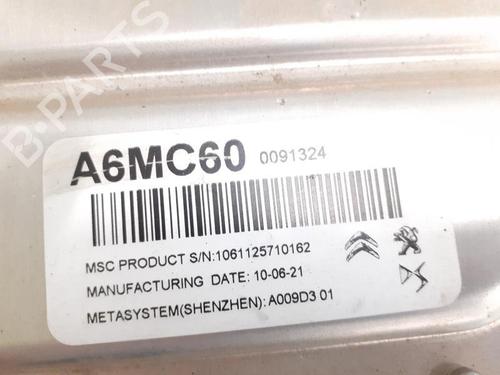 B-PARTS
A6MC60 0091324
MSC PRODUCT S/N:1061125710162
MANUFACTURING DATE: 10-06-21
METASYSTEM(SHENZHEN): A009D3 01